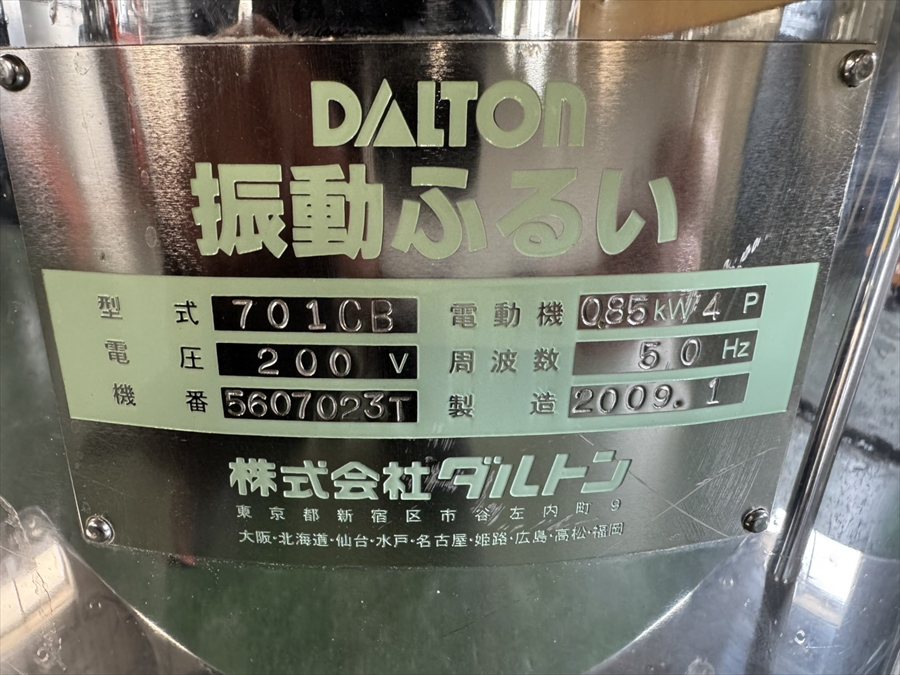 DALTON
振動ふるい
型式 701CB 電動機 0.85kW 4 P
電圧 200 V 周波数 50 Hz
機番 5607023T 製造 2009.1
株式会社ダルトン
東京都新宿区市谷左内町9
大阪・北海道・仙台・水戸・名古屋・姫路・広島・高松・福岡